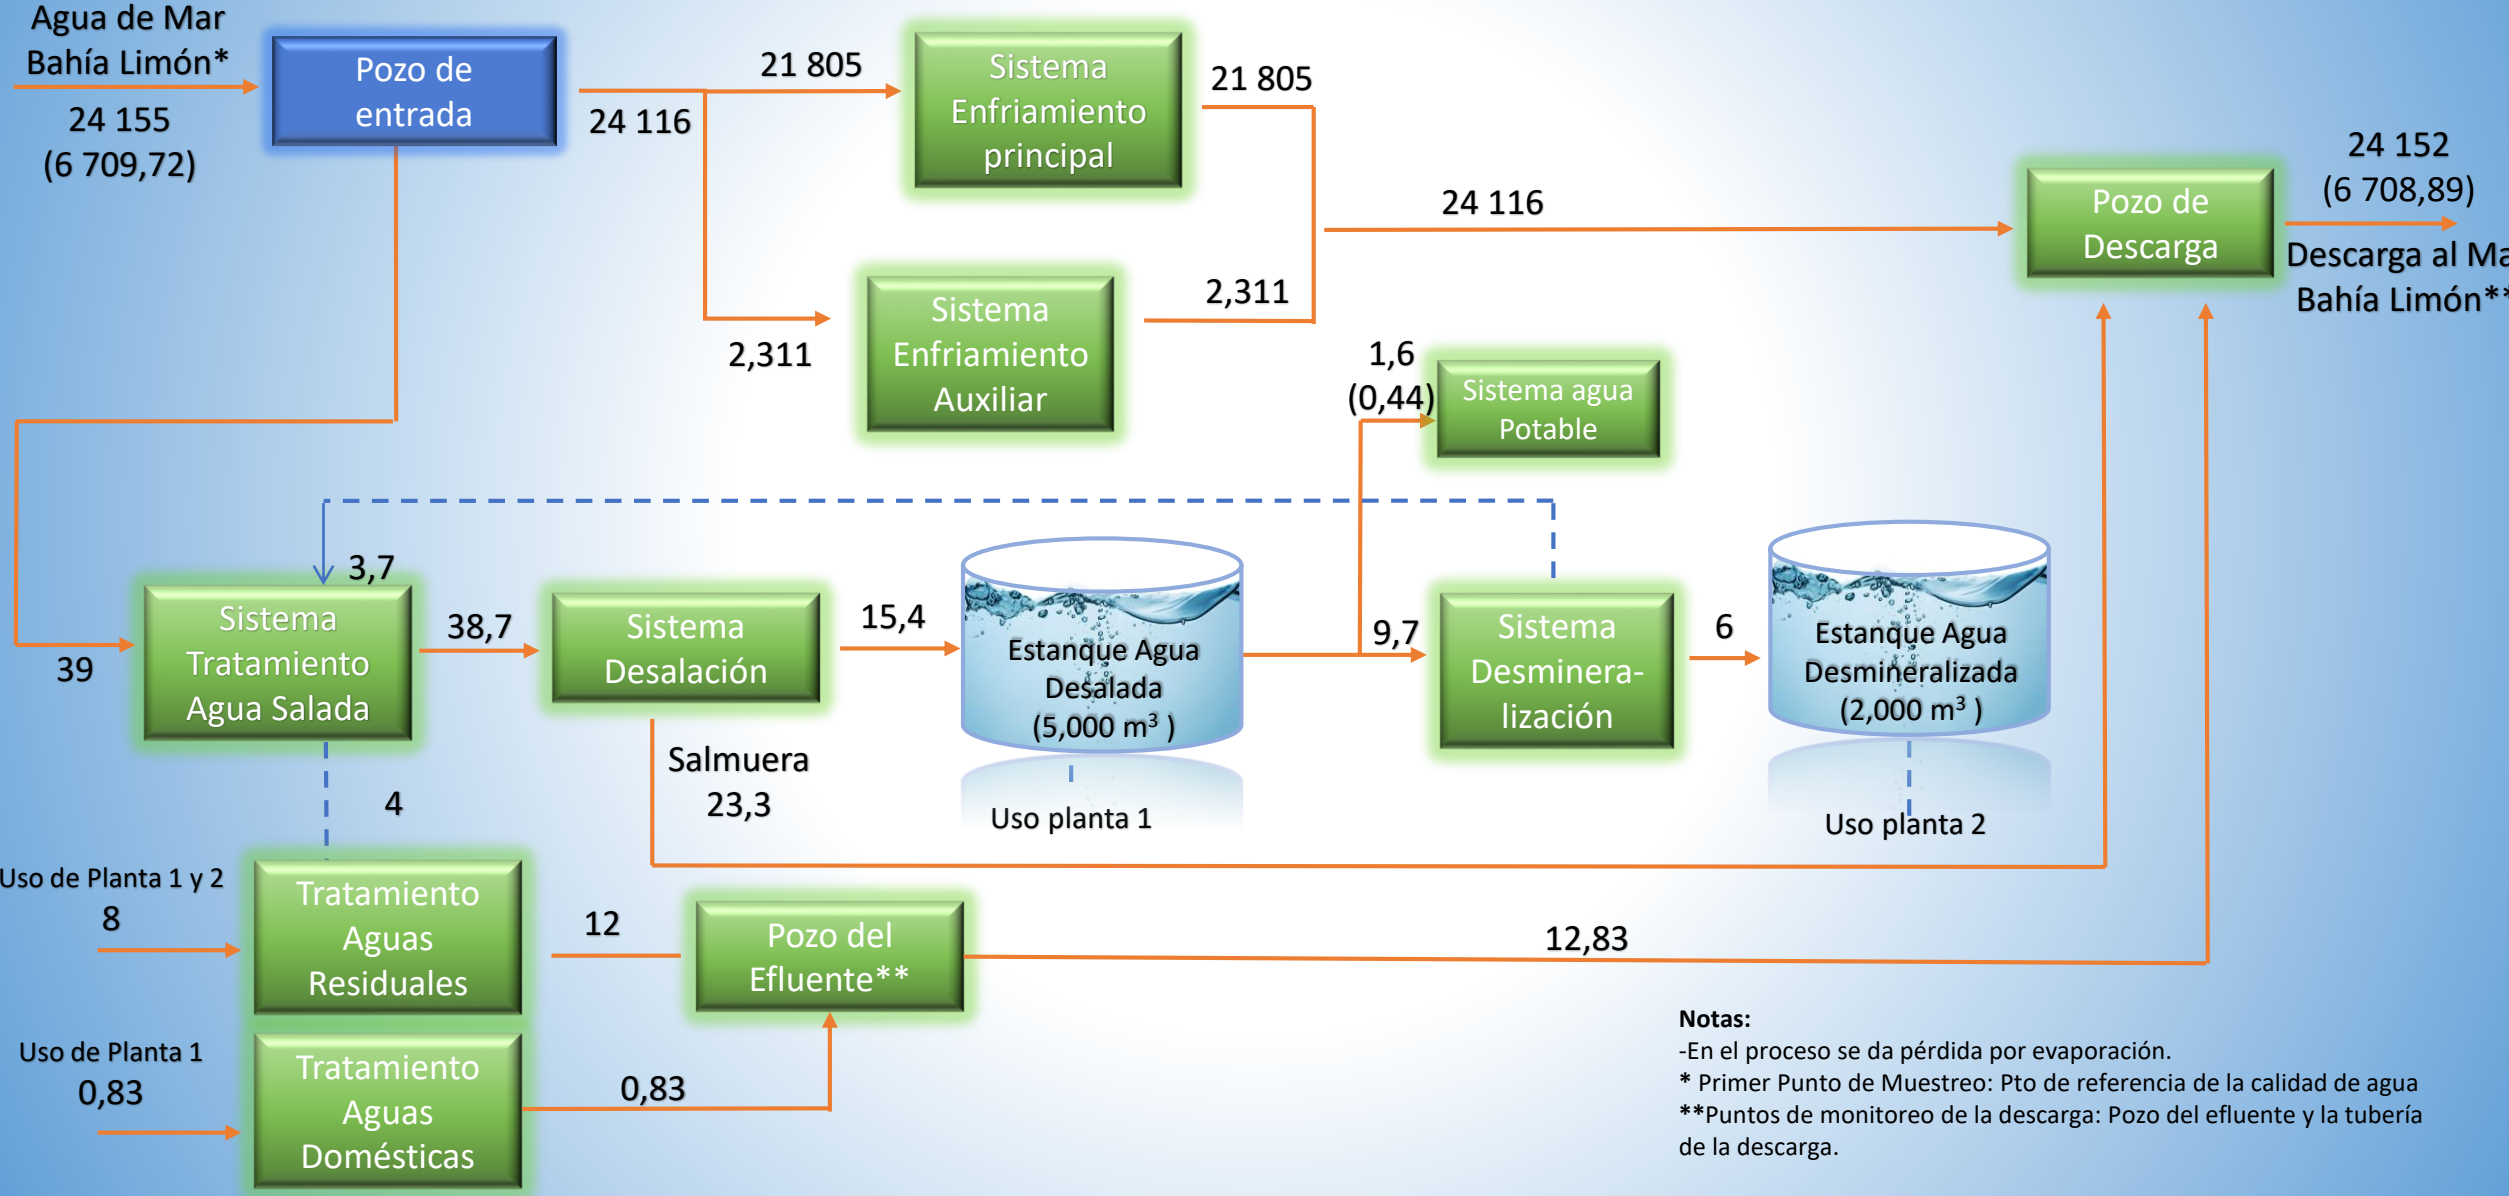 Agua de Mar
Bahía Limón*
24 155
(6 709,72)
Pozo de
entrada
24 116
21 805
Sistema
Enfriamiento
principal
21 805
2,311
Sistema
Enfriamiento
Auxiliar
2,311
24 116
Pozo de
Descarga
24 152
(6 708,89)
Descarga al Ma
Bahía Limón**
1,6
(0,44)
Sistema agua
Potable
39
3,7
Sistema
Tratamiento
Agua Salada
38,7
Sistema
Desalación
15,4
Estanque Agua
Desalada
(5,000 m³ )
Uso planta 1
9,7
Sistema
Desminera-
lización
6
Estanque Agua
Desmineralizada
(2,000 m³ )
Uso planta 2
Salmuera
23,3
4
Uso de Planta 1 y 2
8
Tratamiento
Aguas
Residuales
12
Pozo del
Efluente**
12,83
Uso de Planta 1
0,83
Tratamiento
Aguas
Domésticas
0,83
Notas:
-En el proceso se da pérdida por evaporación.
* Primer Punto de Muestreo: Pto de referencia de la calidad de agua
**Puntos de monitoreo de la descarga: Pozo del efluente y la tubería
de la descarga.